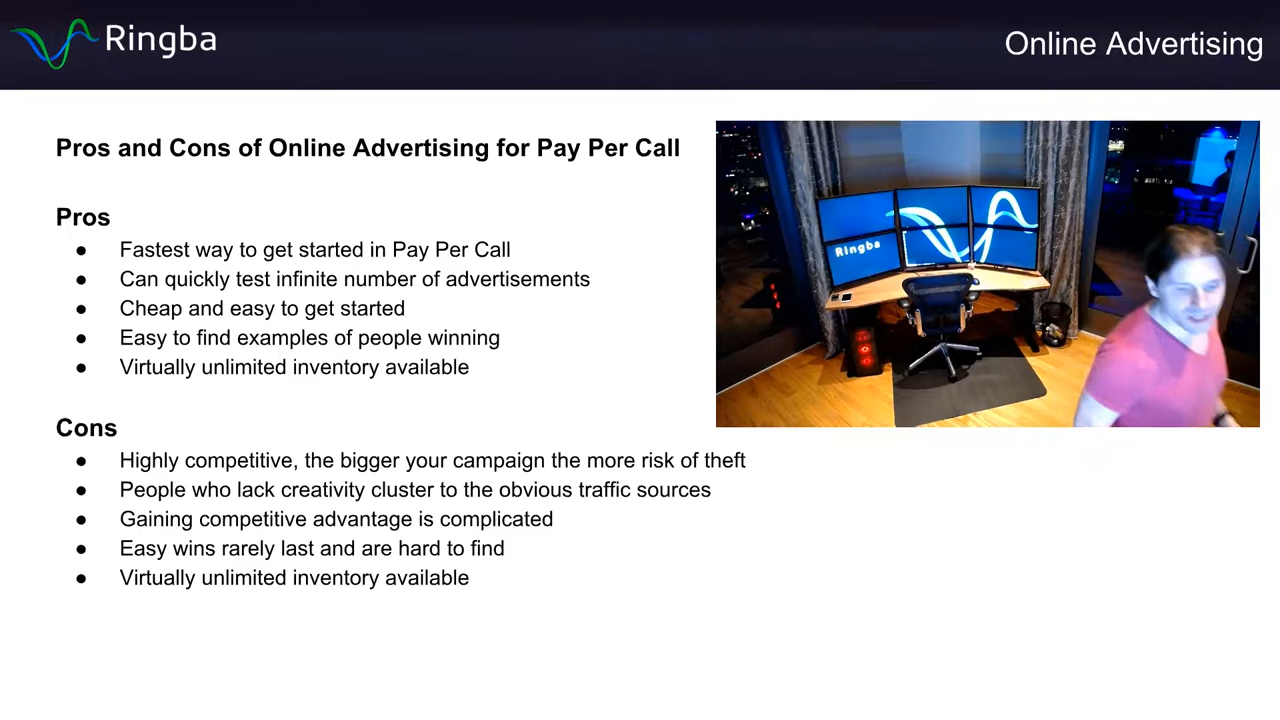 Ringba
Online Advertising
Pros and Cons of Online Advertising for Pay Per Call
Pros
● Fastest way to get started in Pay Per Call
● Can quickly test infinite number of advertisements
● Cheap and easy to get started
● Easy to find examples of people winning
● Virtually unlimited inventory available
Ringba
Cons
● Highly competitive, the bigger your campaign the more risk of theft
● People who lack creativity cluster to the obvious traffic sources
● Gaining competitive advantage is complicated
● Easy wins rarely last and are hard to find
● Virtually unlimited inventory available